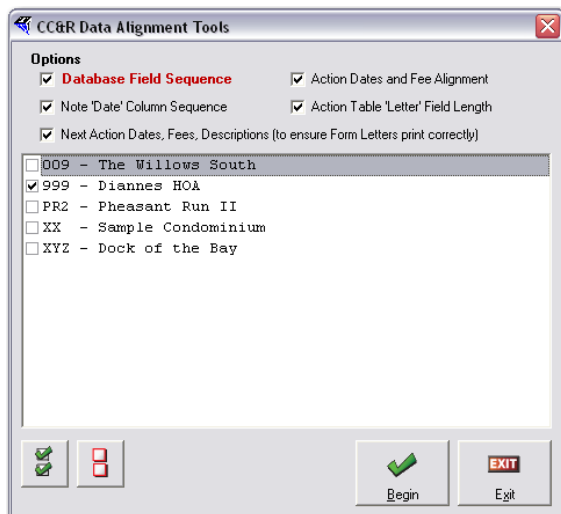 CC&R Data Alignment Tools
Options
Database Field Sequence
Action Dates and Fee Alignment
Note 'Date' Column Sequence
Action Table 'Letter' Field Length
Next Action Dates, Fees, Descriptions (to ensure Form Letters print correctly)
009 - The Willows South
999 - Diannes HOA
PR2 - Pheasant Run II
XX - Sample Condominium
XYZ - Dock of the Bay
EXIT
Begin
Exit